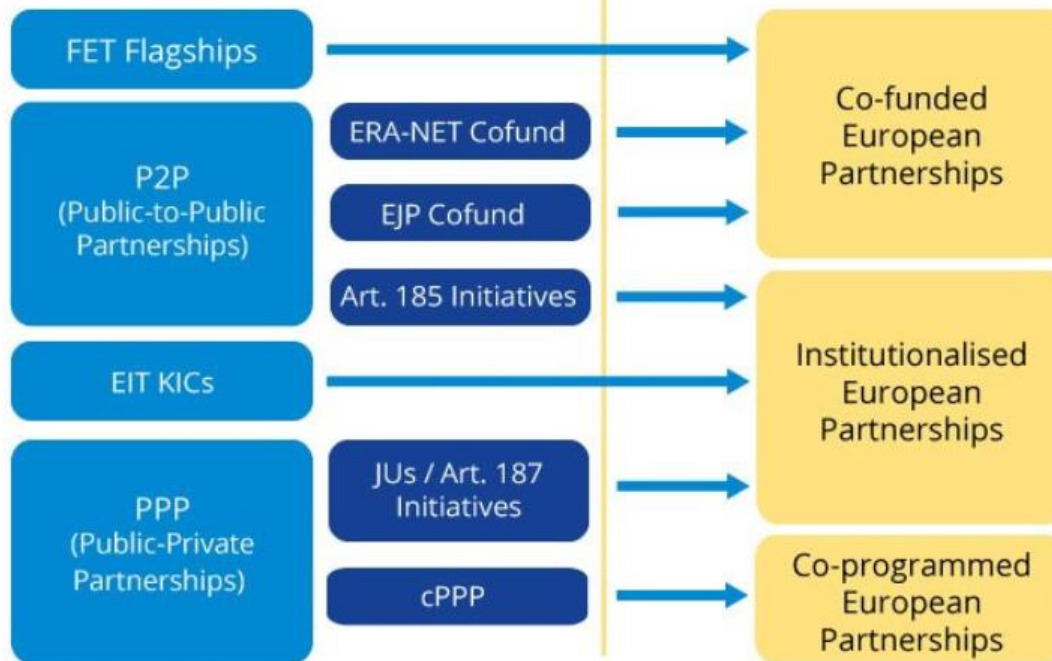 FET Flagships
P2P
(Public-to-Public
Partnerships)
ERA-NET Cofund
EJP Cofund
Art. 185 Initiatives
EIT KICs
PPP
(Public-Private
Partnerships)
JUs / Art. 187
Initiatives
cPPP
Co-funded
European
Partnerships
Institutionalised
European
Partnerships
Co-programmed
European
Partnerships